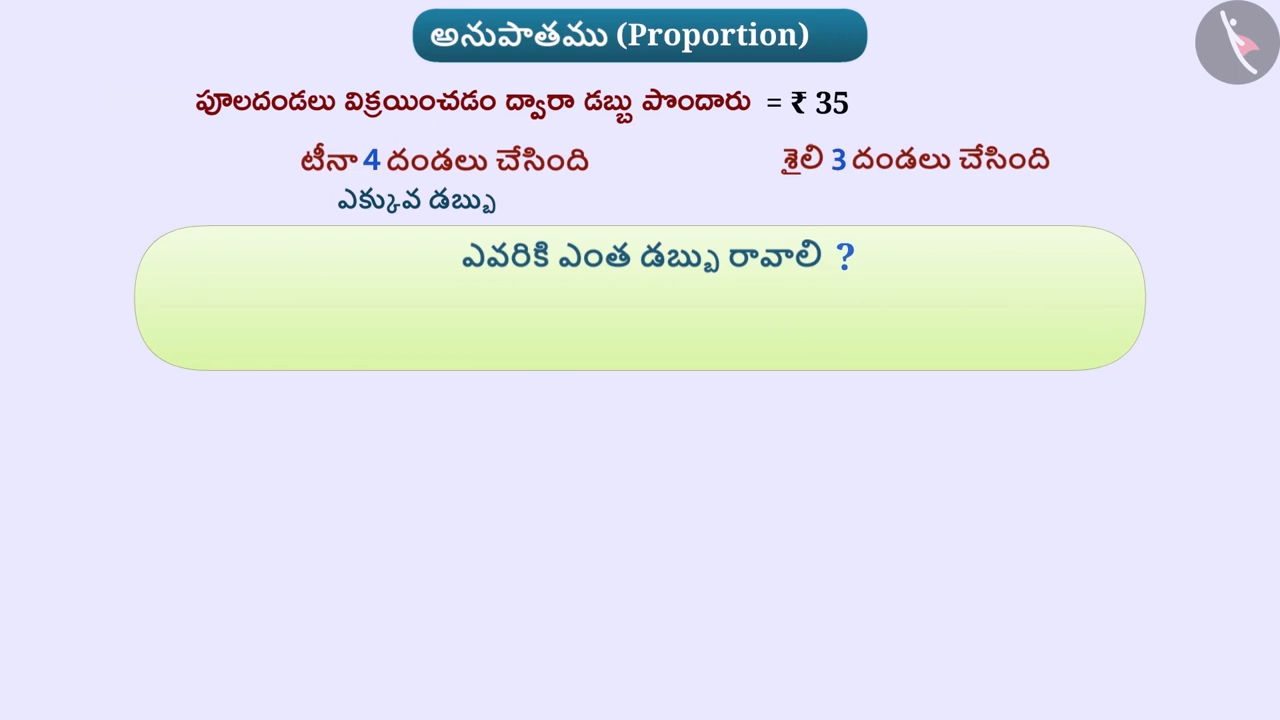 అనుపాతము (Proportion)
పూలదండలు విక్రయించడం ద్వారా డబ్బు పొందారు = ₹ 35
టీనా 4 దండలు చేసింది
శైలి 3 దండలు చేసింది
ఎక్కువ డబ్బు
ఎవరికి ఎంత డబ్బు రావాలి ?